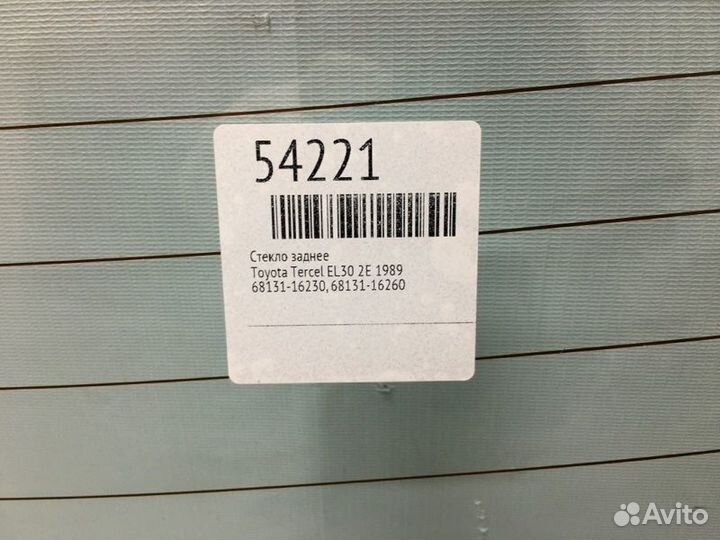 54221
Стекло заднее
Toyota Tercel EL30 2E 1989
68131-16230, 68131-16260
Avito